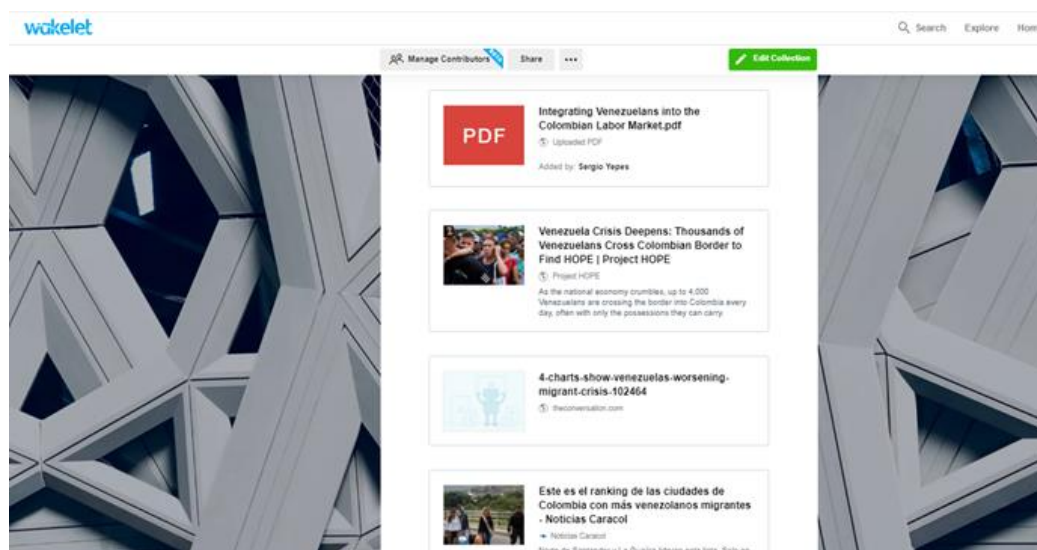 wakelet
Search Explore Hom
Manage Contributors Share •••
Edit Collection
PDF
Integrating Venezuelans into the
Colombian Labor Market.pdf
Uploaded PDF
Added by: Sergio Yepes
Venezuela Crisis Deepens: Thousands of
Venezuelans Cross Colombian Border to
Find HOPE | Project HOPE
Project HOPE
As the national economy crumbles, up to 4,000
Venezuelans are crossing the border into Colombia every
day, often with only the possessions they can carry.
4-charts-show-venezuelas-worsening-
migrant-crisis-102464
theconversation.com
Este es el ranking de las ciudades de
Colombia con más venezolanos migrantes
- Noticias Caracol
Noticias Caracol